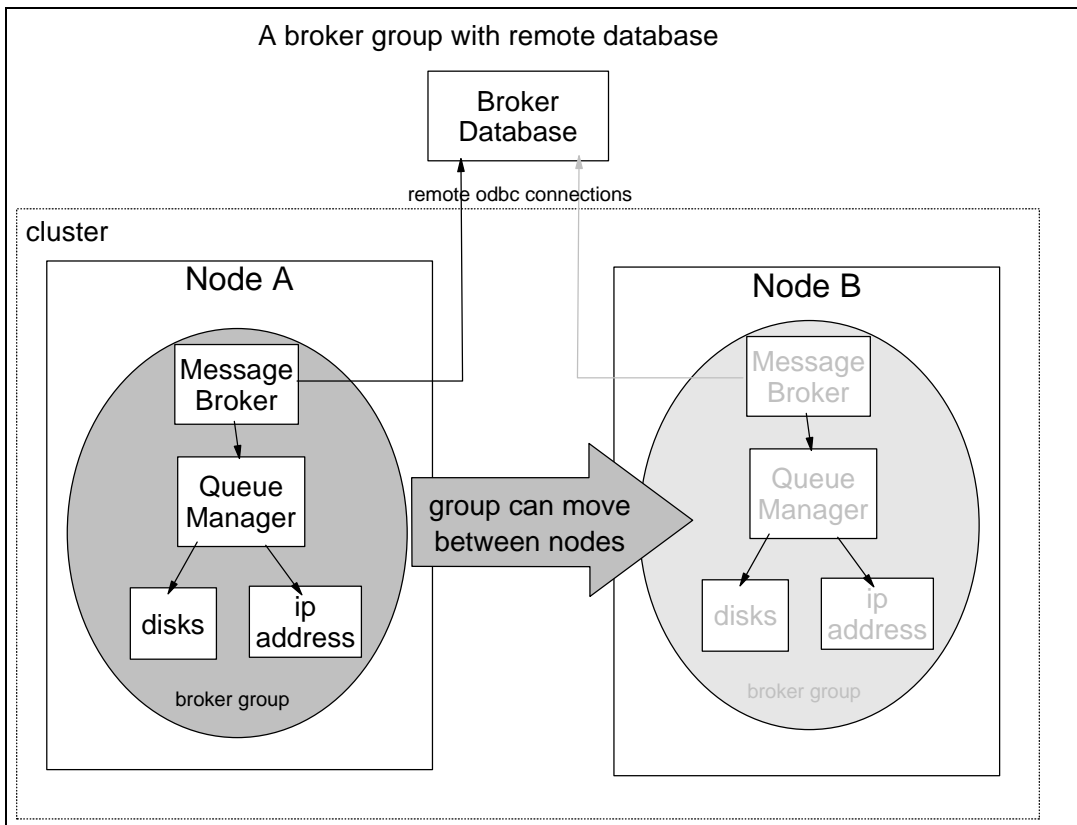 A broker group with remote database
Broker
Database
remote odbc connections
cluster
Node A
Message
Broker
Queue
Manager
disks
ip
address
broker group
group can move
between nodes
Node B
Message
Broker
Queue
Manager
disks
ip
address
broker group